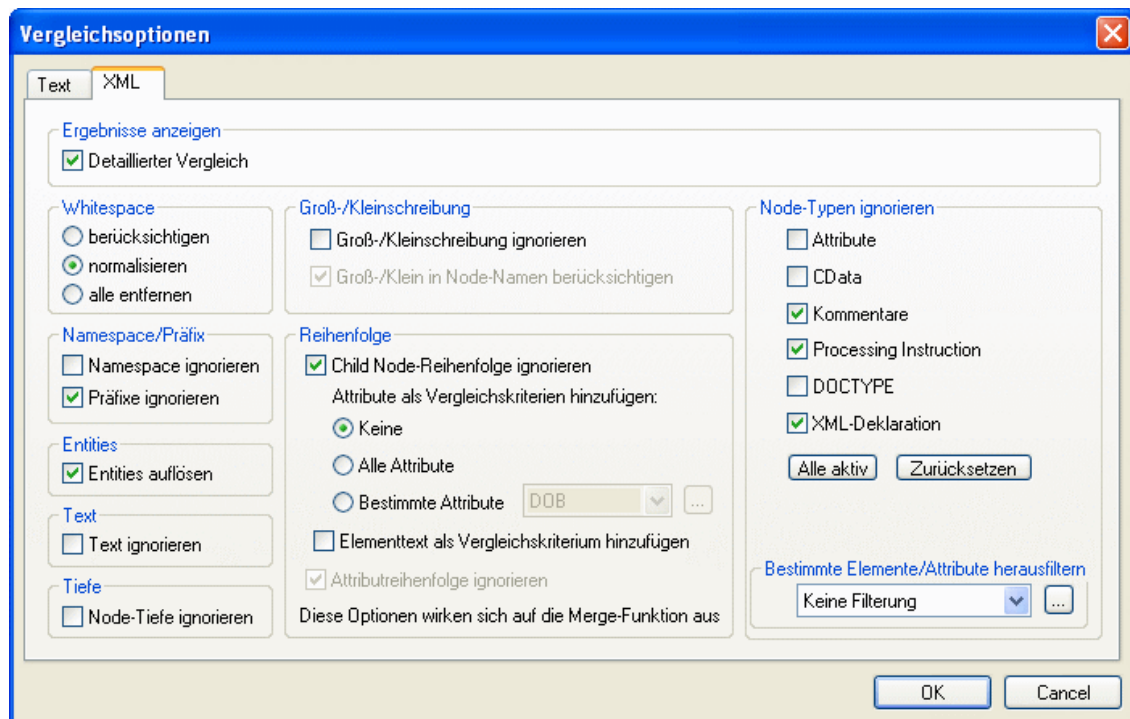 Vergleichsoptionen
Text
XML
Ergebnisse anzeigen
Detaillierter Vergleich
Whitespace
berücksichtigen
normalisieren
alle entfernen
Namespace/Präfix
Namespace ignorieren
Präfixe ignorieren
Entities
Entities auflösen
Text
Text ignorieren
Tiefe
Node-Tiefe ignorieren
Groß-/Kleinschreibung
Groß-/Kleinschreibung ignorieren
Groß-/Klein in Node-Namen berücksichtigen
Reihenfolge
Child Node-Reihenfolge ignorieren
Attribute als Vergleichskriterien hinzufügen:
Keine
Alle Attribute
Bestimmte Attribute DOB ...
Elementtext als Vergleichskriterium hinzufügen
Attributreihenfolge ignorieren
Diese Optionen wirken sich auf die Merge-Funktion aus
Node-Typen ignorieren
Attribute
CData
Kommentare
Processing Instruction
DOCTYPE
XML-Deklaration
Alle aktiv Zurücksetzen
Bestimmte Elemente/Attribute herausfiltern
Keine Filterung ...
OK Cancel